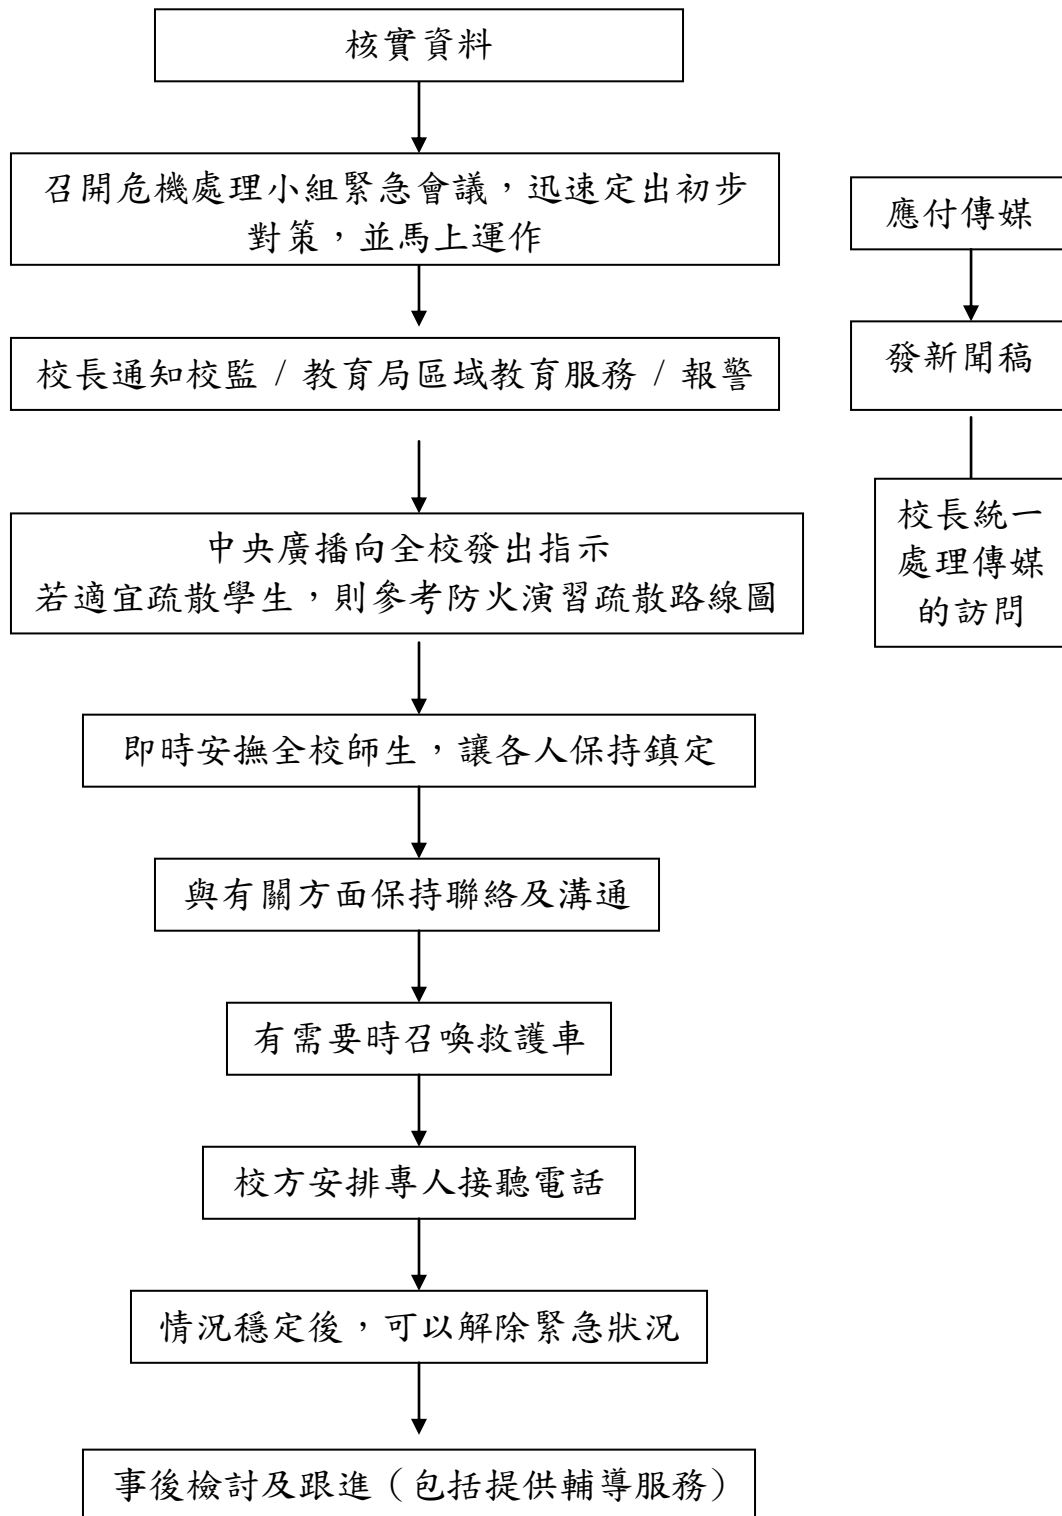 核實資料
召開危機處理小組緊急會議，迅速定出初步
對策，並馬上運作
校長通知校監 / 教育局區域教育服務 / 報警
中央廣播向全校發出指示
若適宜疏散學生，則參考防火演習疏散路線圖
即時安撫全校師生，讓各人保持鎮定
與有關方面保持聯絡及溝通
有需要時召喚救護車
校方安排專人接聽電話
情況穩定後，可以解除緊急狀況
事後檢討及跟進（包括提供輔導服務）
應付傳媒
發新聞稿
校長統一
處理傳媒
的訪問